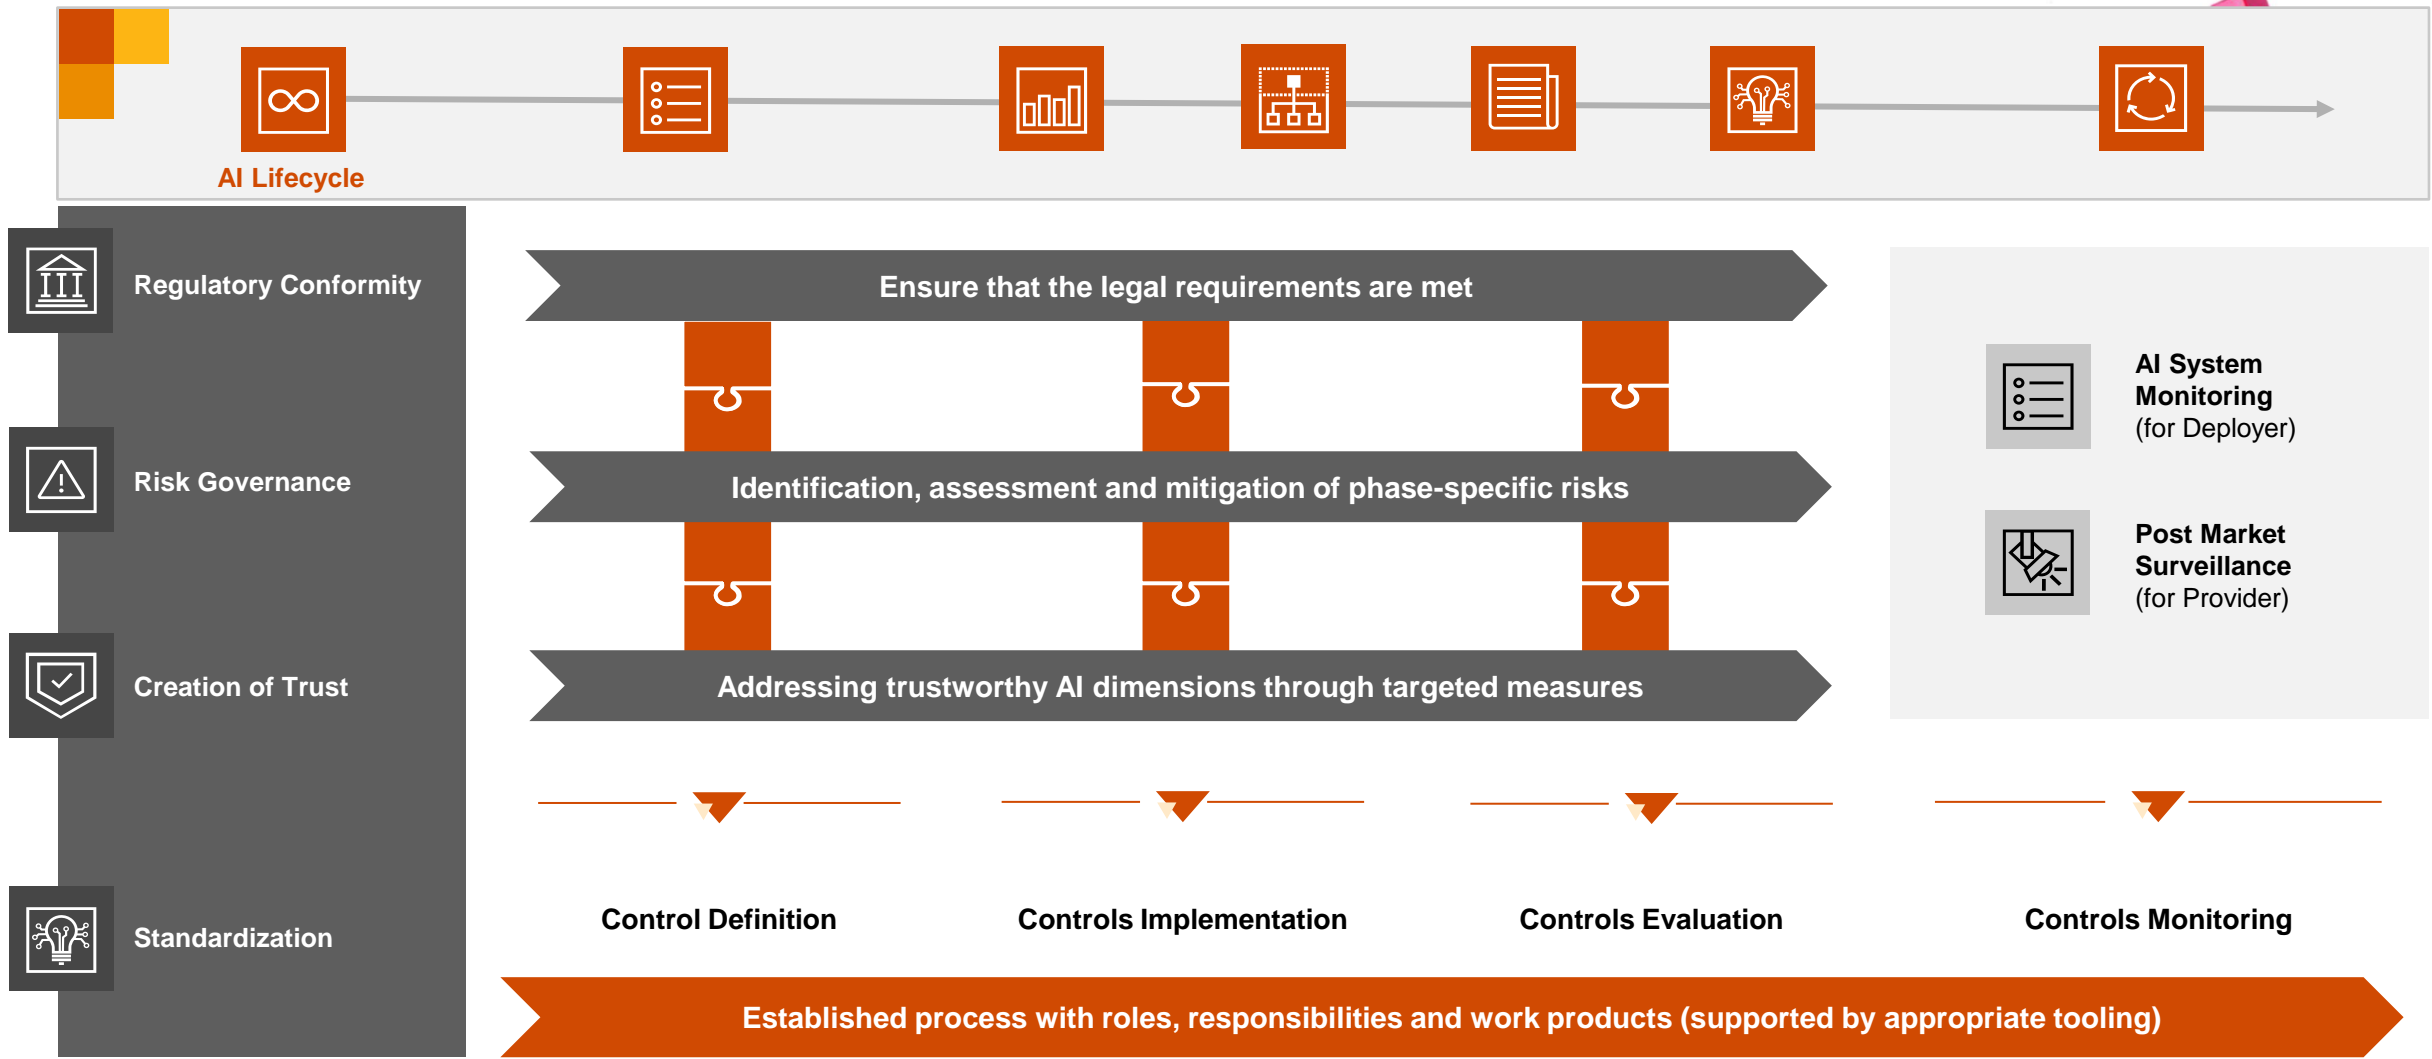 AI Lifecycle
Regulatory Conformity
Ensure that the legal requirements are met
AI System
Monitoring
(for Deployer)
Risk Governance
Identification, assessment and mitigation of phase-specific risks
Post Market
Surveillance
(for Provider)
Creation of Trust
Addressing trustworthy AI dimensions through targeted measures
Standardization
Control Definition
Controls Implementation
Controls Evaluation
Controls Monitoring
Established process with roles, responsibilities and work products (supported by appropriate tooling)